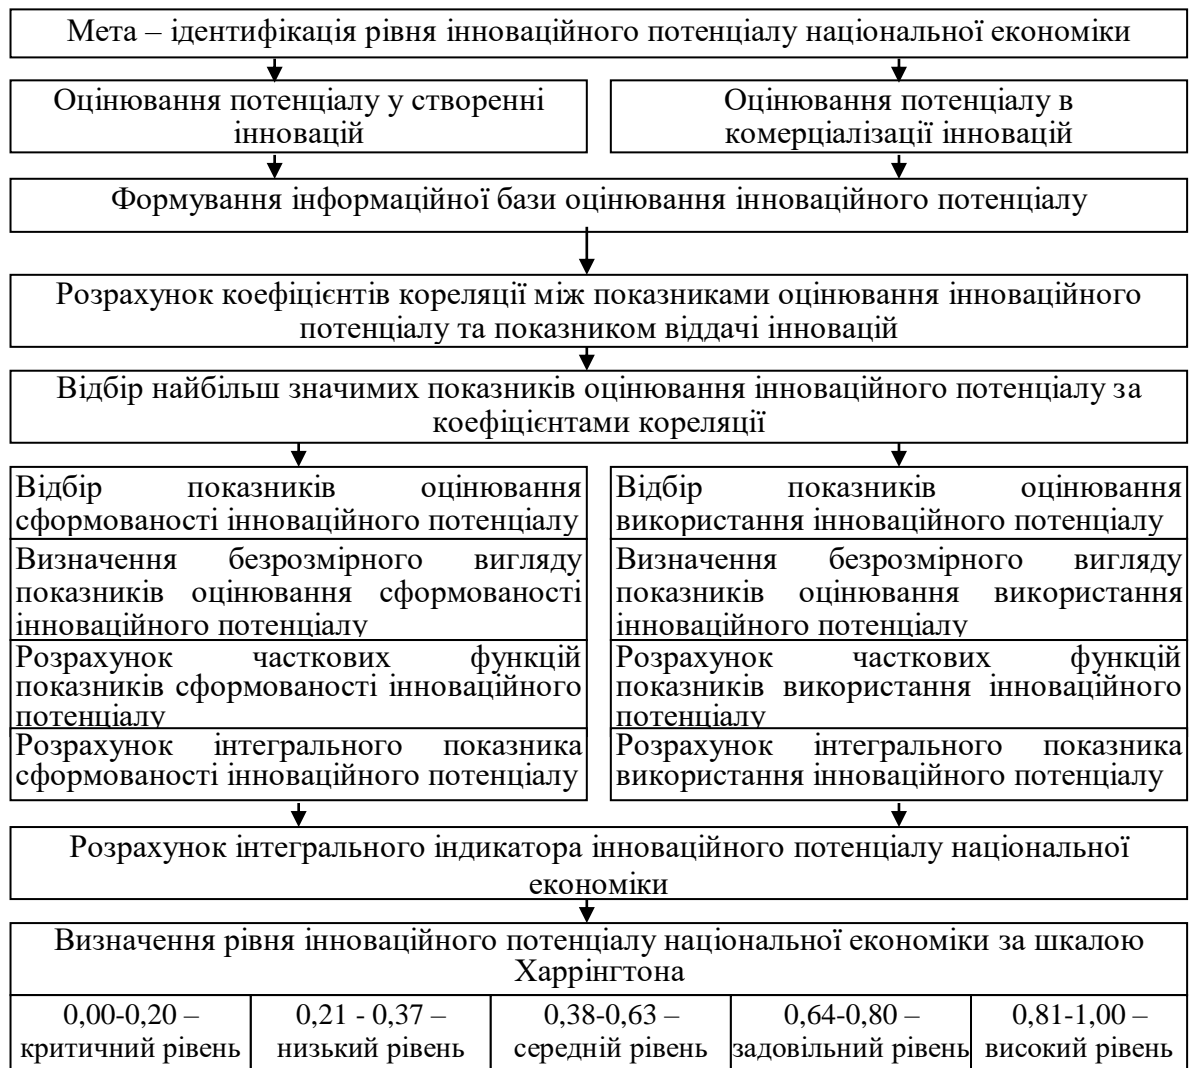 Мета – ідентифікація рівня інноваційного потенціалу національної економіки
Оцінювання потенціалу у створенні
інновацій
Оцінювання потенціалу в
комерціалізації інновацій
Формування інформаційної бази оцінювання інноваційного потенціалу
Розрахунок коефіцієнтів кореляції між показниками оцінювання інноваційного
потенціалу та показником віддачі інновацій
Відбір найбільш значимих показників оцінювання інноваційного потенціалу за
коефіцієнтами кореляції
Відбір показників оцінювання
сформованості інноваційного потенціалу
Визначення безрозмірного вигляду
показників оцінювання сформованості
інноваційного потенціалу
Розрахунок часткових функцій
показників сформованості інноваційного
потенціалу
Розрахунок інтегрального показника
сформованості інноваційного потенціалу
Відбір показників оцінювання
використання інноваційного потенціалу
Визначення безрозмірного вигляду
показників оцінювання використання
інноваційного потенціалу
Розрахунок часткових функцій
показників використання інноваційного
потенціалу
Розрахунок інтегрального показника
використання інноваційного потенціалу
Розрахунок інтегрального індикатора інноваційного потенціалу національної
економіки
Визначення рівня інноваційного потенціалу національної економіки за шкалою
Харрінгтона
0,00-0,20 –
критичний рівень
0,21 - 0,37 –
низький рівень
0,38-0,63 –
середній рівень
0,64-0,80 –
задовільний рівень
0,81-1,00 –
високий рівень